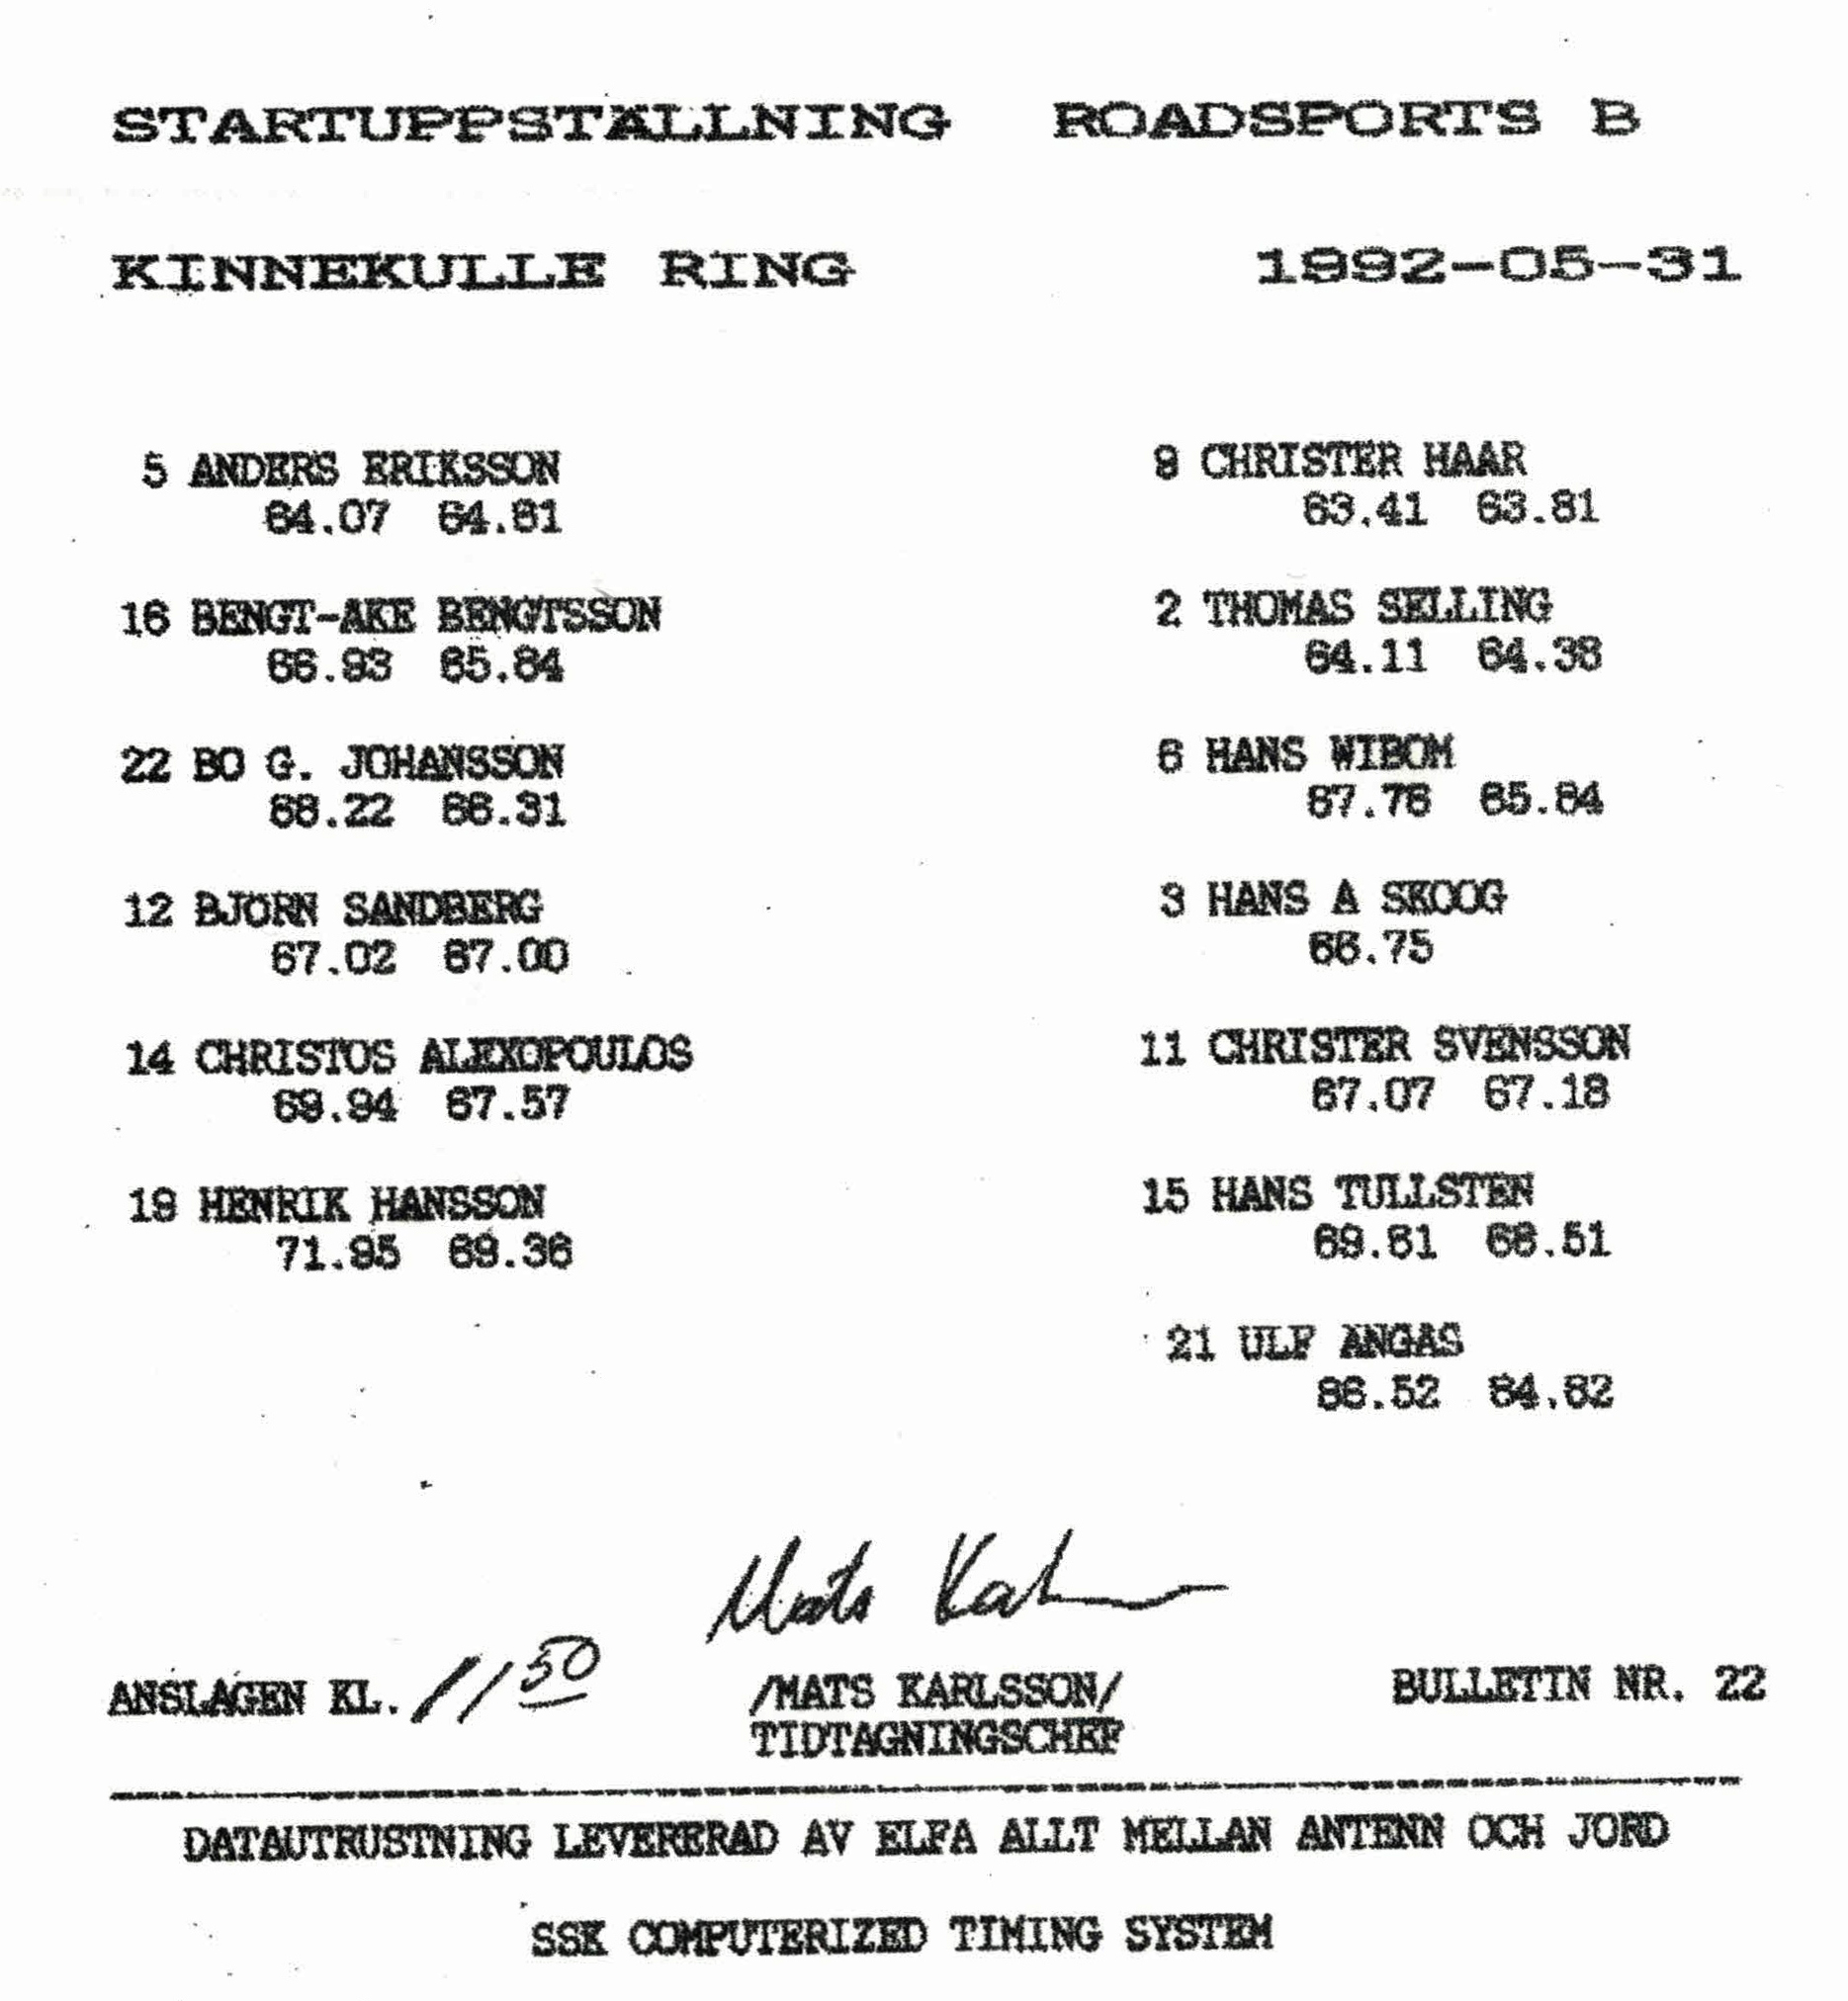 STARTUPPSTÄLLNING ROADSPORTS B
KINNEKULLE RING 1992-05-31
5 ANDERS ERIKSSON
64.07 64.81
9 CHRISTER HAAR
63.41 63.81
16 BENGT-AKE BENGTSSON
66.93 65.84
2 THOMAS SELLING
64.11 64.38
22 BO G. JOHANSSON
68.22 66.31
6 HANS WIBOM
67.76 65.84
12 BJORN SANDBERG
67.02 67.00
3 HANS A SKOOG
66.75
14 CHRISTOS ALEXOPOULOS
69.94 67.57
11 CHRISTER SVENSSON
67.07 67.18
19 HENRIK HANSSON
71.95 69.36
15 HANS TULLSTEN
69.61 68.51
21 ULF ANGAS
86.52 84.82
Mats Karlsson
ANSLAGEN KL. 11 50
/MATS KARLSSON/
TIDTAGNINGSCHEF
BULLETIN NR. 22
DATAUTRUSTNING LEVERERAD AV ELFA ALLT MELLAN ANTENN OCH JORD
SSK COMPUTERIZED TIMING SYSTEM